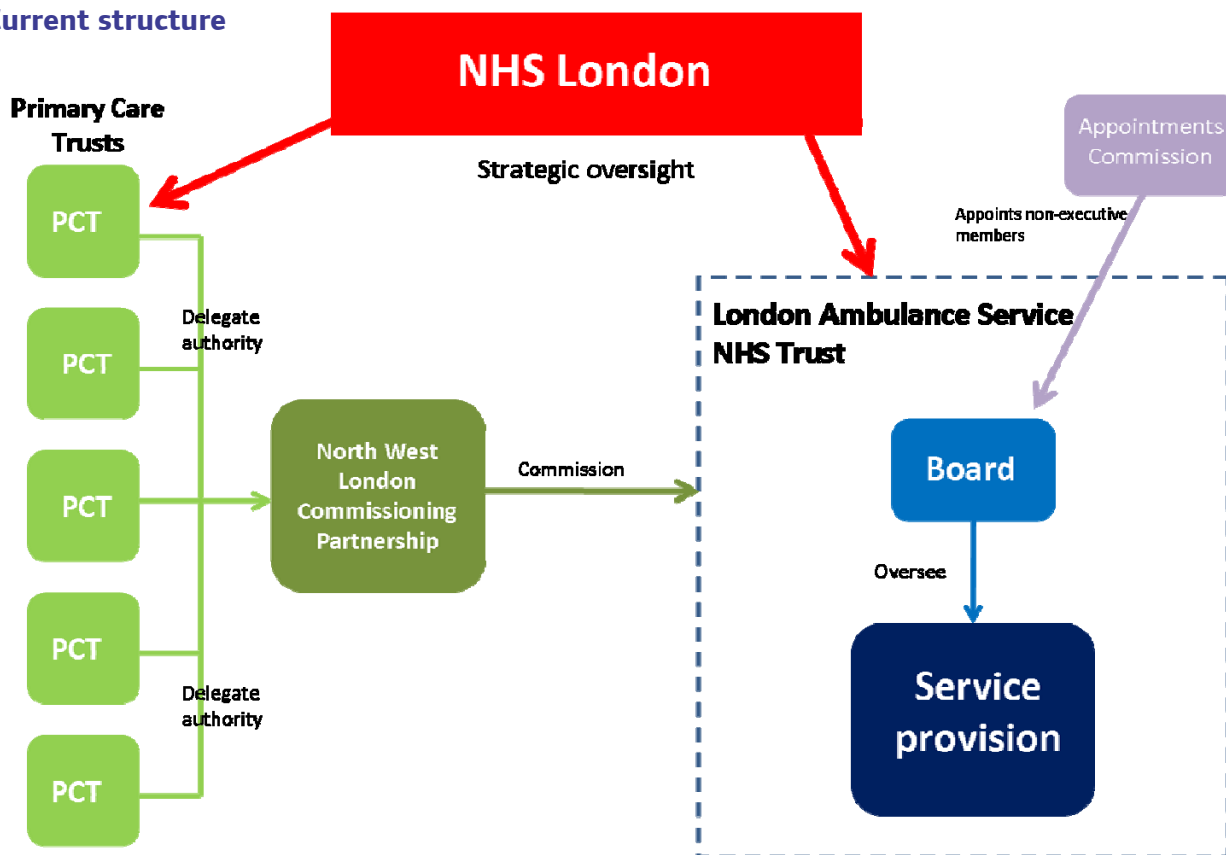 Current structure
NHS London
Primary Care
Trusts
Strategic oversight
Appointments
Commission
Appoints non-executive
members
PCT
Delegate
authority
PCT
PCT
PCT
Delegate
authority
PCT
North West
London
Commissioning
Partnership
Commission
London Ambulance Service
NHS Trust
Board
Oversee
Service
provision